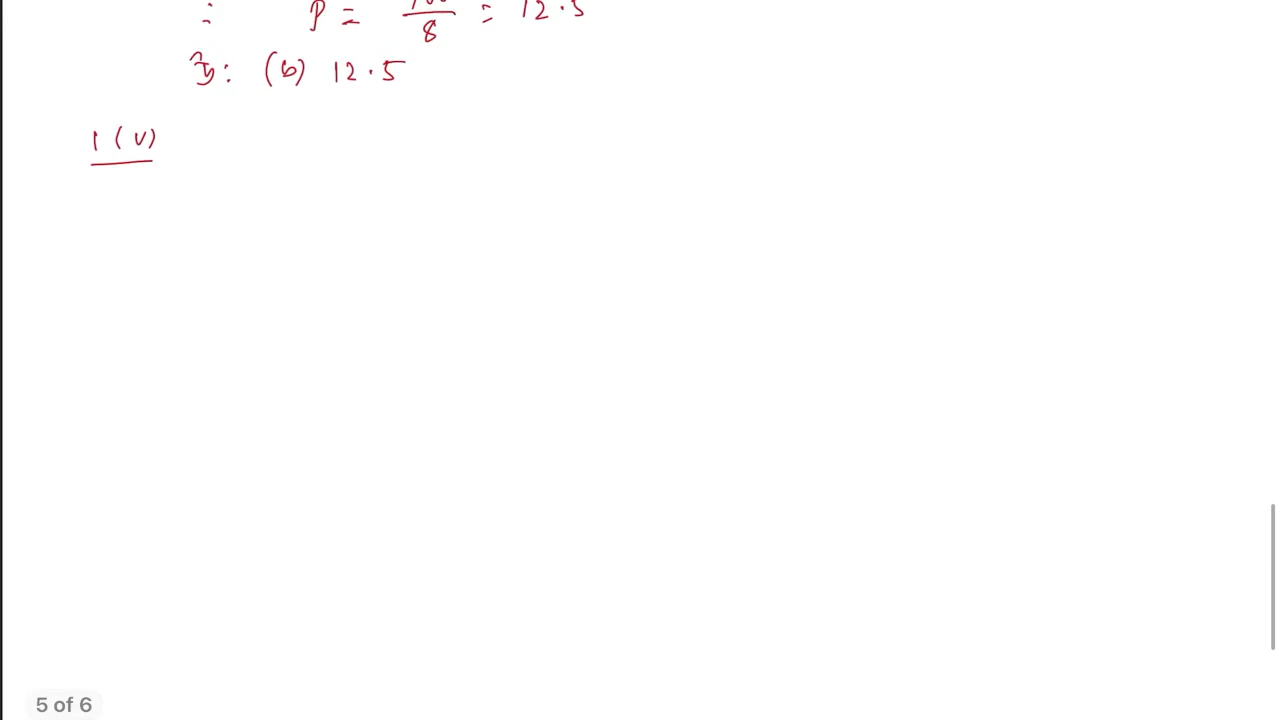 ∴ P = 100/8 = 12.5
উ: (b) 12.5
1 (v)
5 of 6